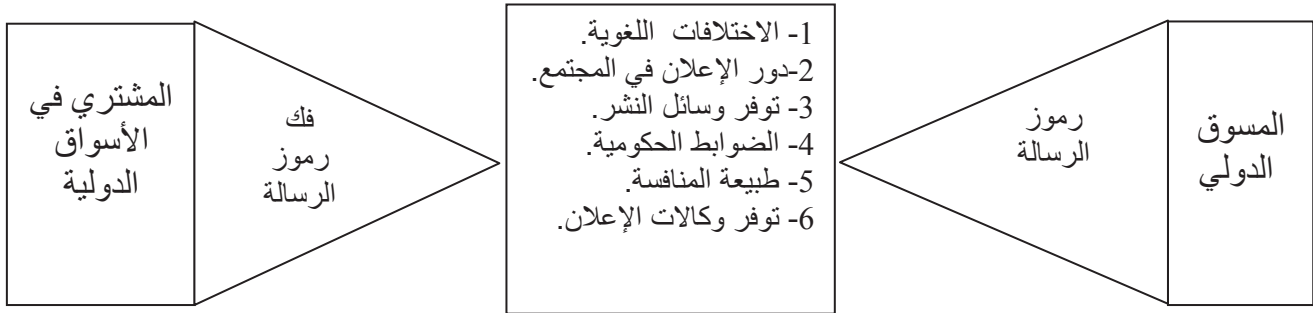 المسوق
الدولي
رموز
الرسالة
1- الاختلافات اللغوية.
2-دور الإعلان في المجتمع.
3- توفر وسائل النشر.
4- الضوابط الحكومية.
5- طبيعة المنافسة.
6- توفر وكالات الإعلان.
فك
رموز
الرسالة
المشتري في
الأسواق
الدولية